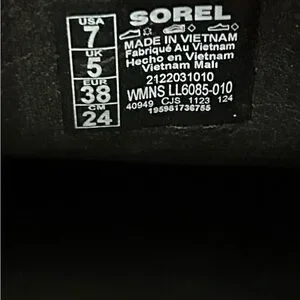 USA
7
UK
5
EUR
38
CM
24
SOREL
MADE IN VIETNAM
Fabriqué Au Vietnam
Hecho en Vietnam
Vietnam Malı
2122031010
WMNS LL6085-010
40949 CJS 1123 124
195981736755